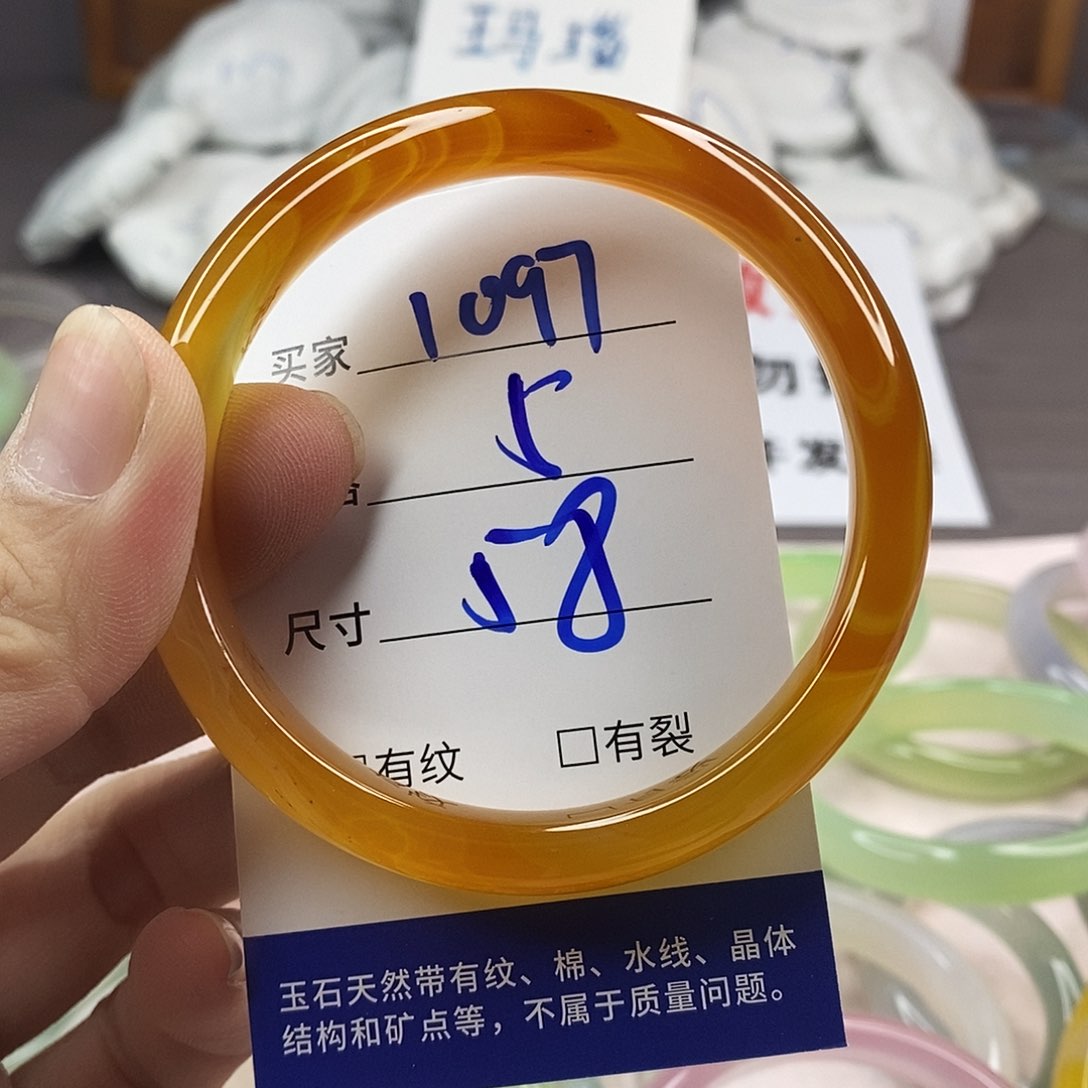 玛瑙
买家 1097
5
尺寸 58
有纹 □有裂
玉石天然带有纹、棉、水线、晶体
结构和矿点等，不属于质量问题。
勿
发